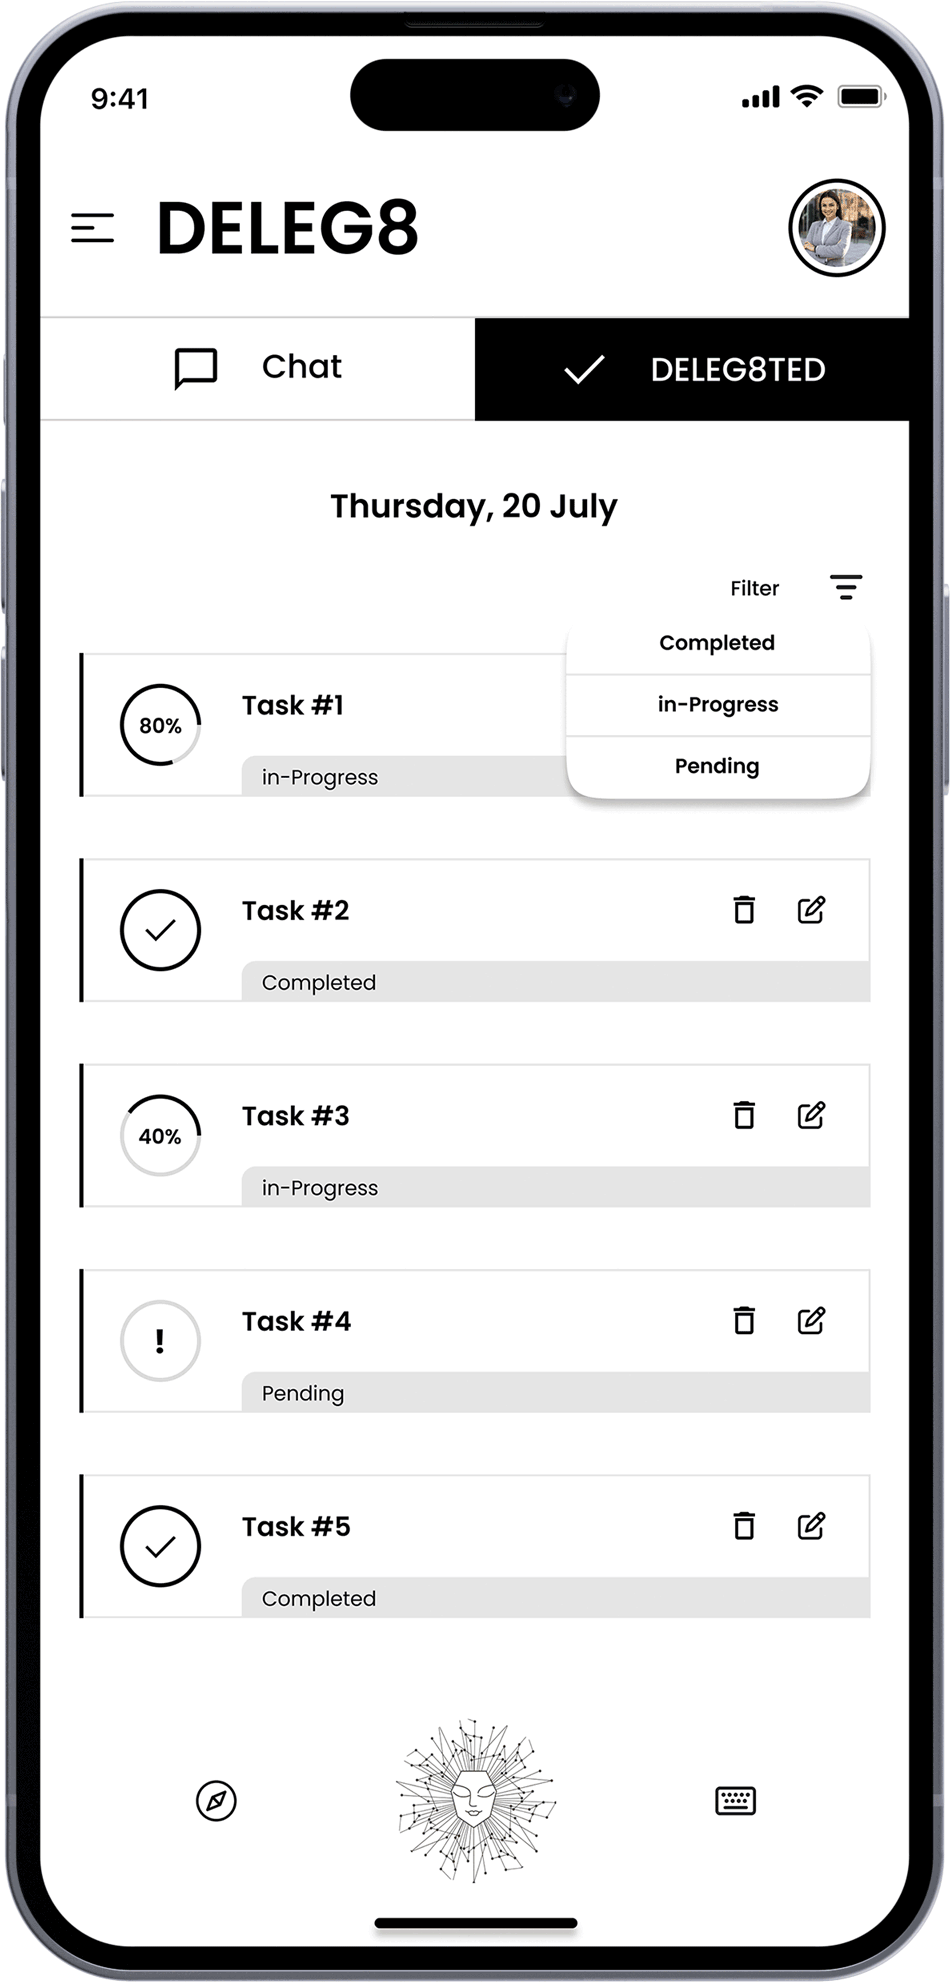 9:41
DELEG8
Chat
DELEG8TED
Thursday, 20 July
Filter
Completed
in-Progress
Pending
80%
Task #1
in-Progress
Task #2
Completed
40%
Task #3
in-Progress
!
Task #4
Pending
Task #5
Completed